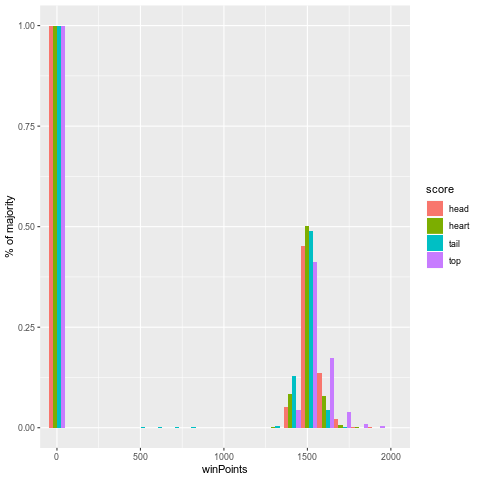 1.00
0.75
0.50
0.25
0.00
% of majority
0
500
1000
1500
2000
winPoints
score
head
heart
tail
top